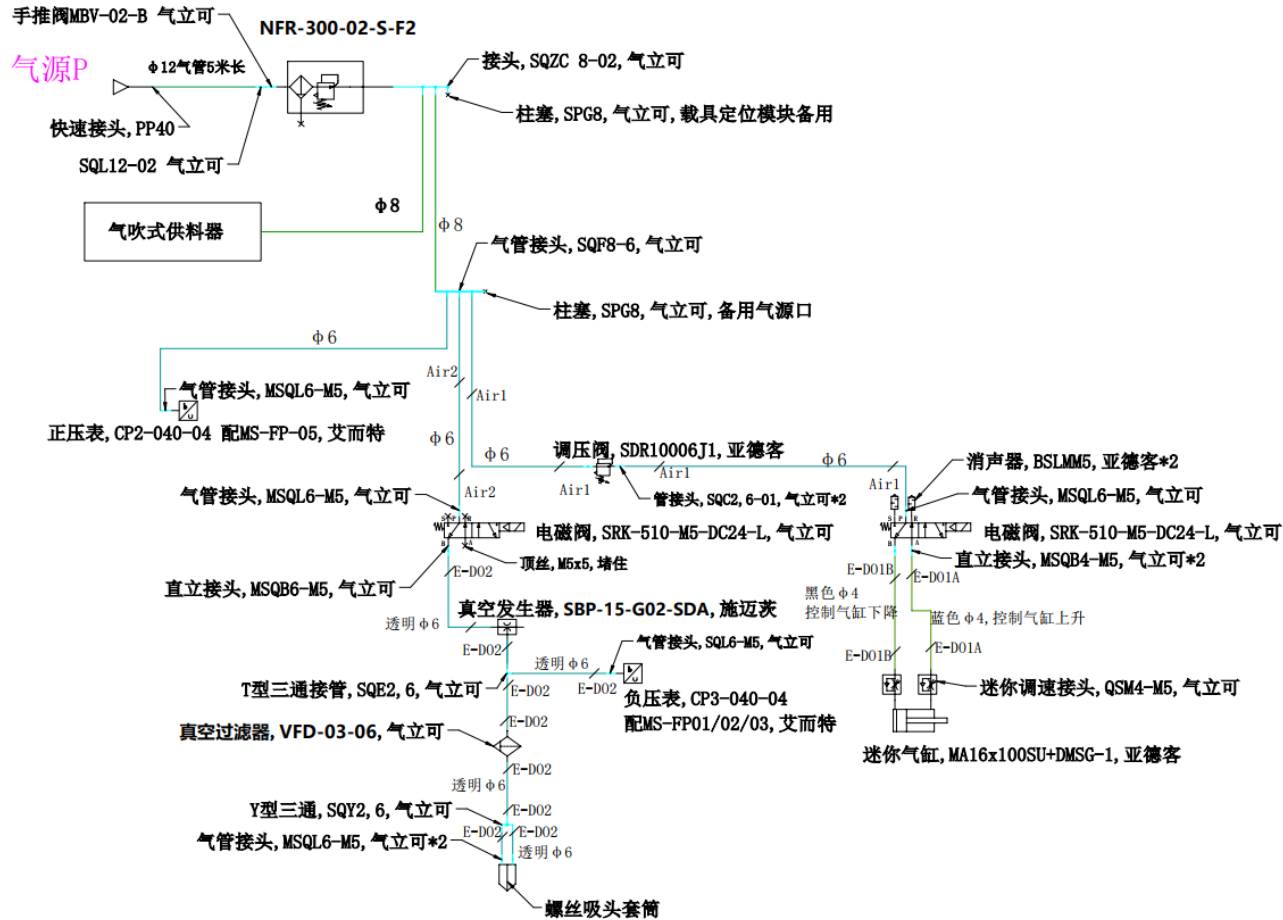 手推阀MBV-02-B 气立可
NFR-300-02-S-F2
气源P
φ12气管5米长
接头,SQZC 8-02,气立可
柱塞,SPG8,气立可,载具定位模块备用
快速接头,PP40
SQL12-02 气立可
φ8
气吹式供料器
φ8
气管接头,SQF8-6,气立可
柱塞,SPG8,气立可,备用气源口
φ6
Air2
Air1
气管接头,MSQL6-M5,气立可
正压表,CP2-040-04 配MS-FP-05,艾而特
φ6
φ6
调压阀,SDR10006J1,亚德客
φ6
Air1
Air1
Air1
管接头,SQC2,6-01,气立可*2
消声器,BSLMM5,亚德客*2
气管接头,MSQL6-M5,气立可
气管接头,MSQL6-M5,气立可
Air2
S P R
B A
S P R
B A
电磁阀,SRK-510-M5-DC24-L,气立可
电磁阀,SRK-510-M5-DC24-L,气立可
顶丝,M5x5,堵住
直立接头,MSQB4-M5,气立可*2
直立接头,MSQB6-M5,气立可
E-DO2
E-DO1B
E-DO1A
黑色φ4
控制气缸下降
蓝色φ4,控制气缸上升
真空发生器,SBP-15-G02-SDA,施迈茨
透明φ6
E-DO2
气管接头,SQL6-M5,气立可
E-DO1B
E-DO1A
透明φ6
E-DO2
T型三通接管,SQE2,6,气立可
E-DO2
负压表,CP3-040-04
配MS-FP01/02/03,艾而特
迷你调速接头,QSM4-M5,气立可
E-DO2
真空过滤器,VFD-03-06,气立可
迷你气缸,MA16x100SU+DMSG-1,亚德客
E-DO2
透明φ6
Y型三通,SQY2,6,气立可
E-DO2
E-DO2
E-DO2
气管接头,MSQL6-M5,气立可*2
透明φ6
螺丝吸头套筒